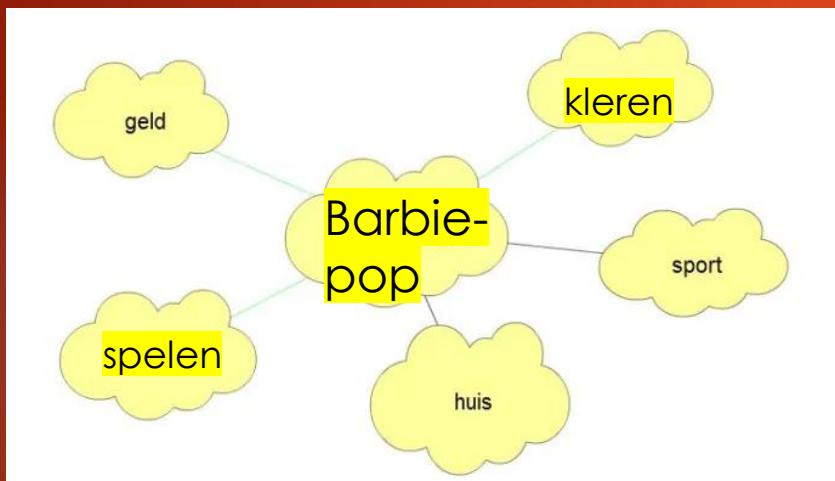 geld
kleren
Barbie-
pop
sport
spelen
huis